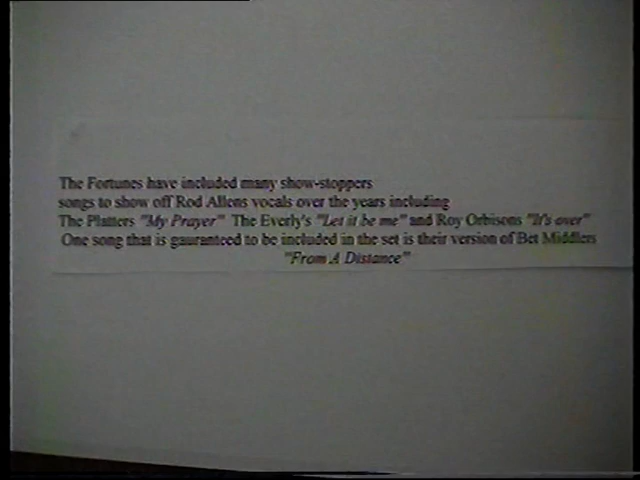 The Fortunes have included many show-stoppers
songs to show off Rod Allens vocals over the years including
The Platters "My Prayer" The Everly's "Let it be me" and Roy Orbisons "It's over"
One song that is gauranteed to be included in the set is their version of Bet Middlers
"From A Distance"